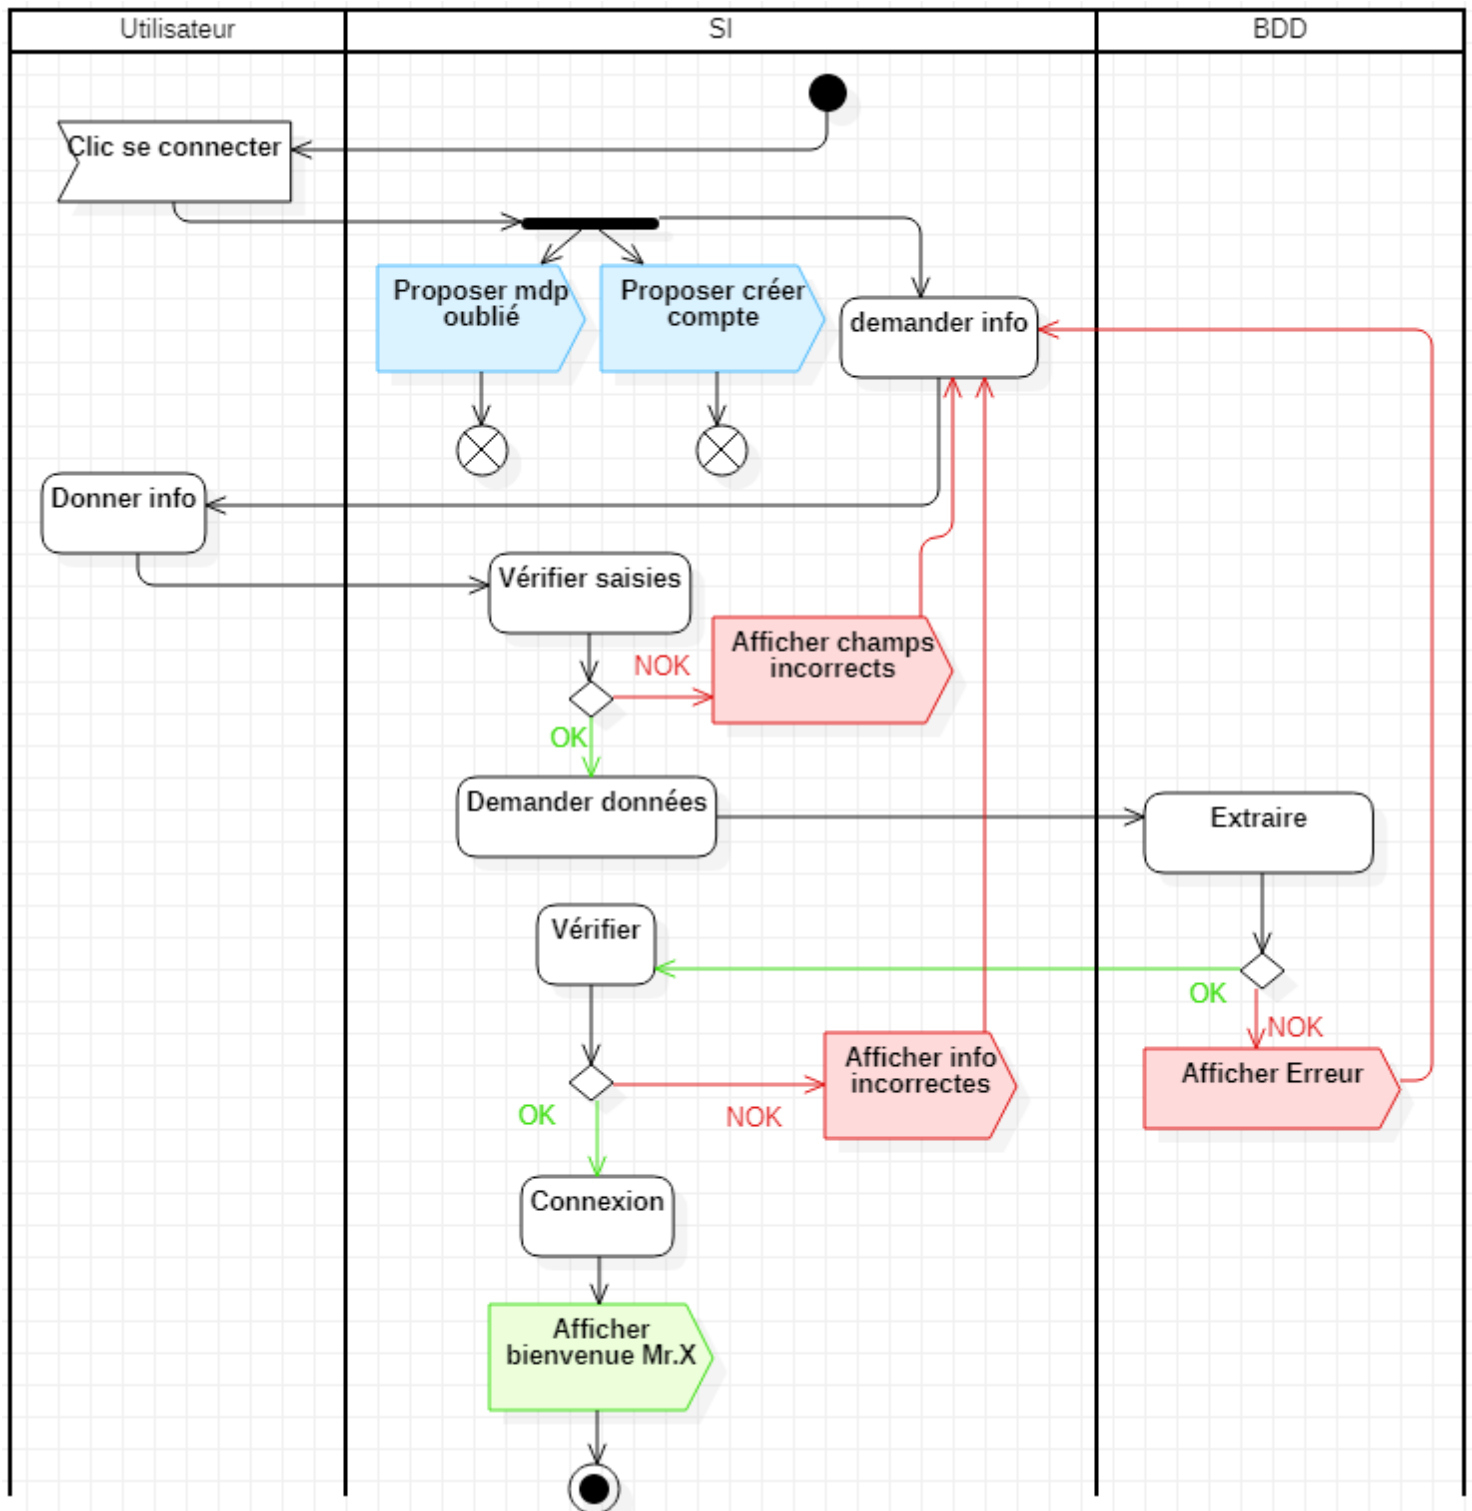 Utilisateur
SI
BDD
Clic se connecter
Proposer mdp
oublié
Proposer créer
compte
demander info
Donner info
Vérifier saisies
NOK
Afficher champs
incorrects
OK
Demander données
Extraire
Vérifier
OK
NOK
Afficher info
incorrectes
Afficher Erreur
OK
NOK
Connexion
Afficher
bienvenue Mr.X